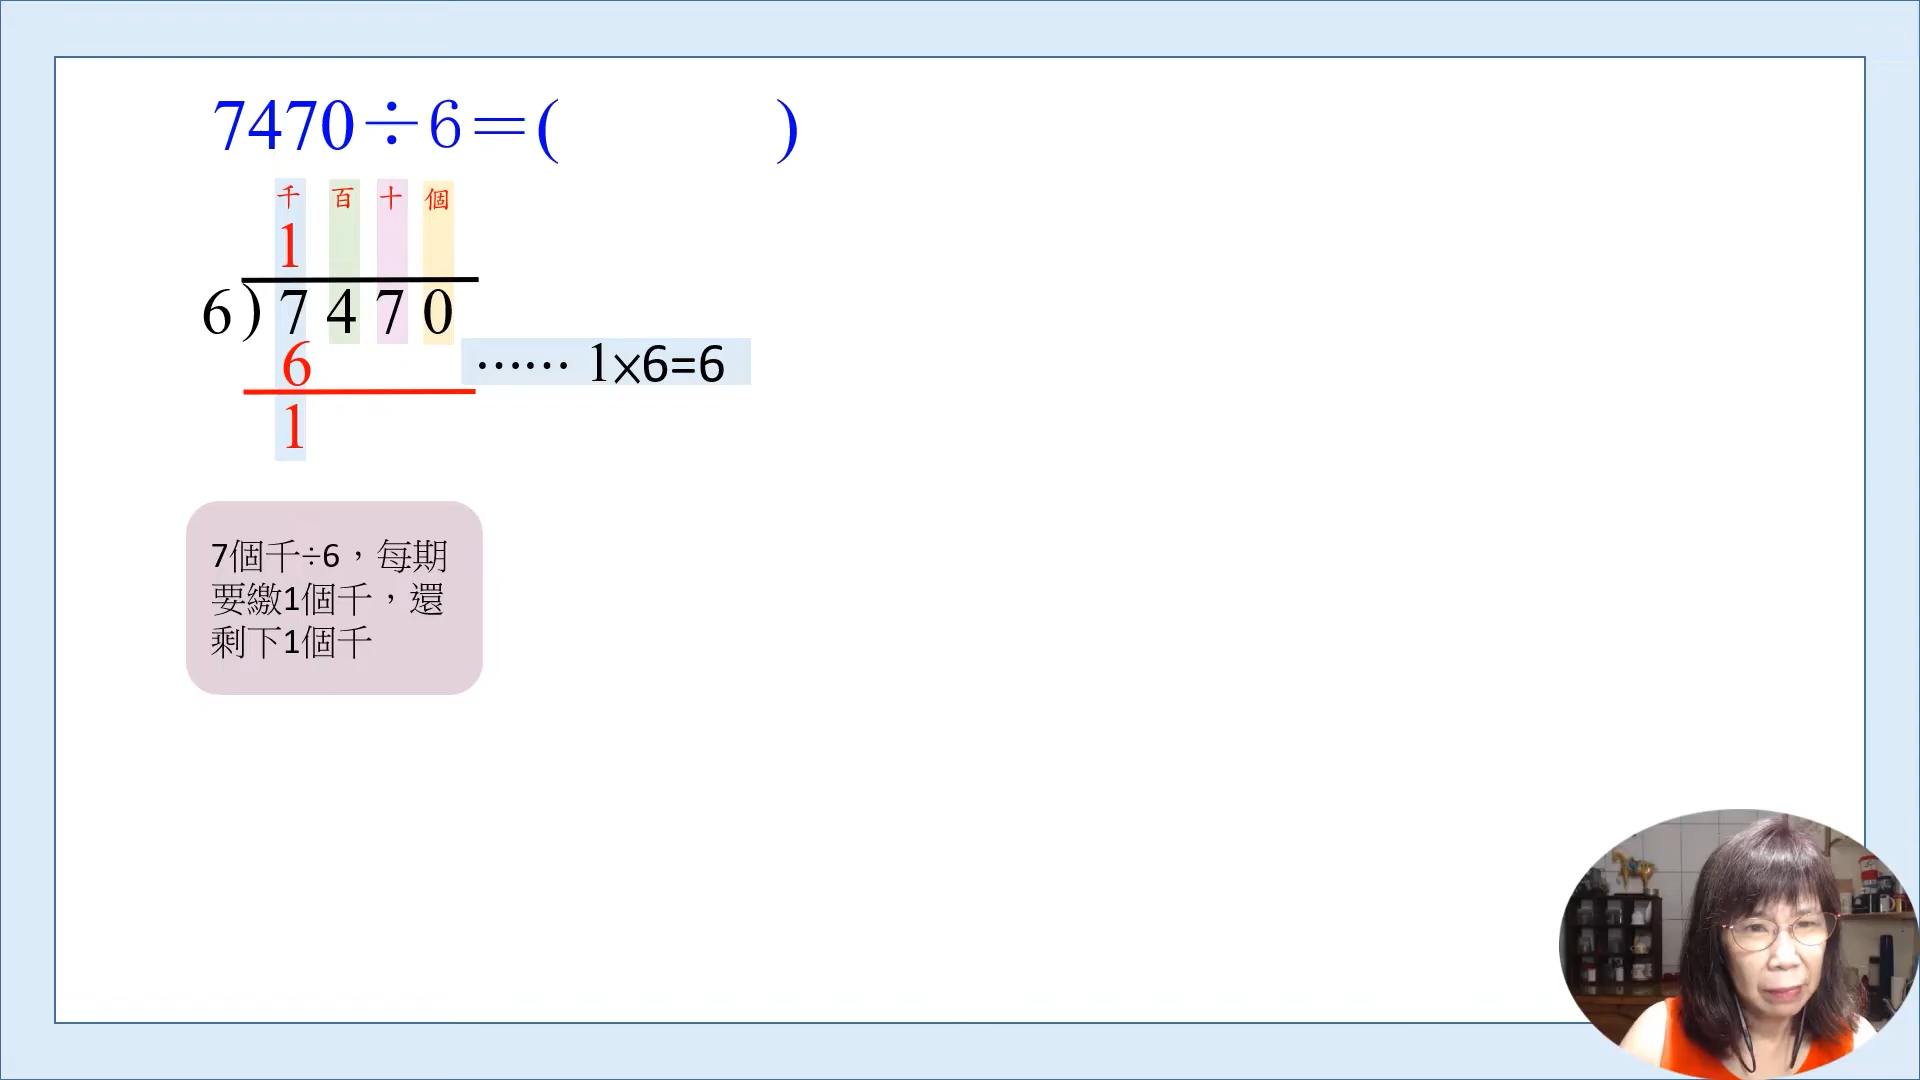 7470÷6=( )
千 百 十 個
1
6)7470
6 …… 1×6=6
1
7個千÷6，每期
要繳1個千，還
剩下1個千